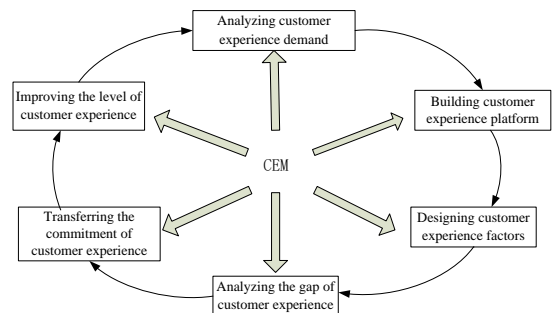 Analyzing customer
experience demand
Improving the level of
customer experience
Building customer
experience platform
CEM
Transferring the
commitment of
customer experience
Designing customer
experience factors
Analyzing the gap of
customer experience